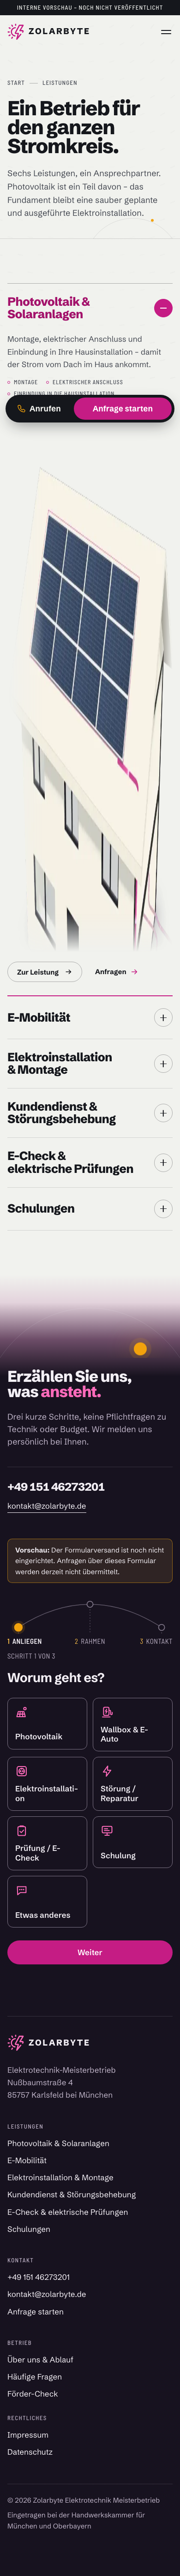 INTERNE VORSCHAU – NOCH NICHT VERÖFFENTLICHT
ZOLARBYTE
START — LEISTUNGEN
Ein Betrieb für
den ganzen
Stromkreis.
Sechs Leistungen, ein Ansprechpartner.
Photovoltaik ist ein Teil davon – das
Fundament bleibt eine sauber geplante
und ausgeführte Elektroinstallation.
Photovoltaik &
Solaranlagen
Montage, elektrischer Anschluss und
Einbindung in Ihre Hausinstallation – damit
der Strom vom Dach im Haus ankommt.
MONTAGE
ELEKTRISCHER ANSCHLUSS
EINBINDUNG IN DIE HAUSINSTALLATION
Anrufen
Anfrage starten
Zur Leistung →
Anfragen →
E-Mobilität
Elektroinstallation
& Montage
Kundendienst &
Störungsbehebung
E-Check &
elektrische Prüfungen
Schulungen
Erzählen Sie uns,
was ansteht.
Drei kurze Schritte, keine Pflichtfragen zu
Technik oder Budget. Wir melden uns
persönlich bei Ihnen.
+49 151 46273201
kontakt@zolarbyte.de
Vorschau: Der Formularversand ist noch nicht
eingerichtet. Anfragen über dieses Formular
werden derzeit nicht übermittelt.
1 ANLIEGEN
2 RAHMEN
3 KONTAKT
SCHRITT 1 VON 3
Worum geht es?
Photovoltaik
Wallbox & E-
Auto
Elektroinstallati-
on
Störung /
Reparatur
Prüfung / E-
Check
Schulung
Etwas anderes
Weiter
ZOLARBYTE
Elektrotechnik-Meisterbetrieb
Nußbaumstraße 4
85757 Karlsfeld bei München
LEISTUNGEN
Photovoltaik & Solaranlagen
E-Mobilität
Elektroinstallation & Montage
Kundendienst & Störungsbehebung
E-Check & elektrische Prüfungen
Schulungen
KONTAKT
+49 151 46273201
kontakt@zolarbyte.de
Anfrage starten
BETRIEB
Über uns & Ablauf
Häufige Fragen
Förder-Check
RECHTLICHES
Impressum
Datenschutz
© 2026 Zolarbyte Elektrotechnik Meisterbetrieb
Eingetragen bei der Handwerkskammer für
München und Oberbayern